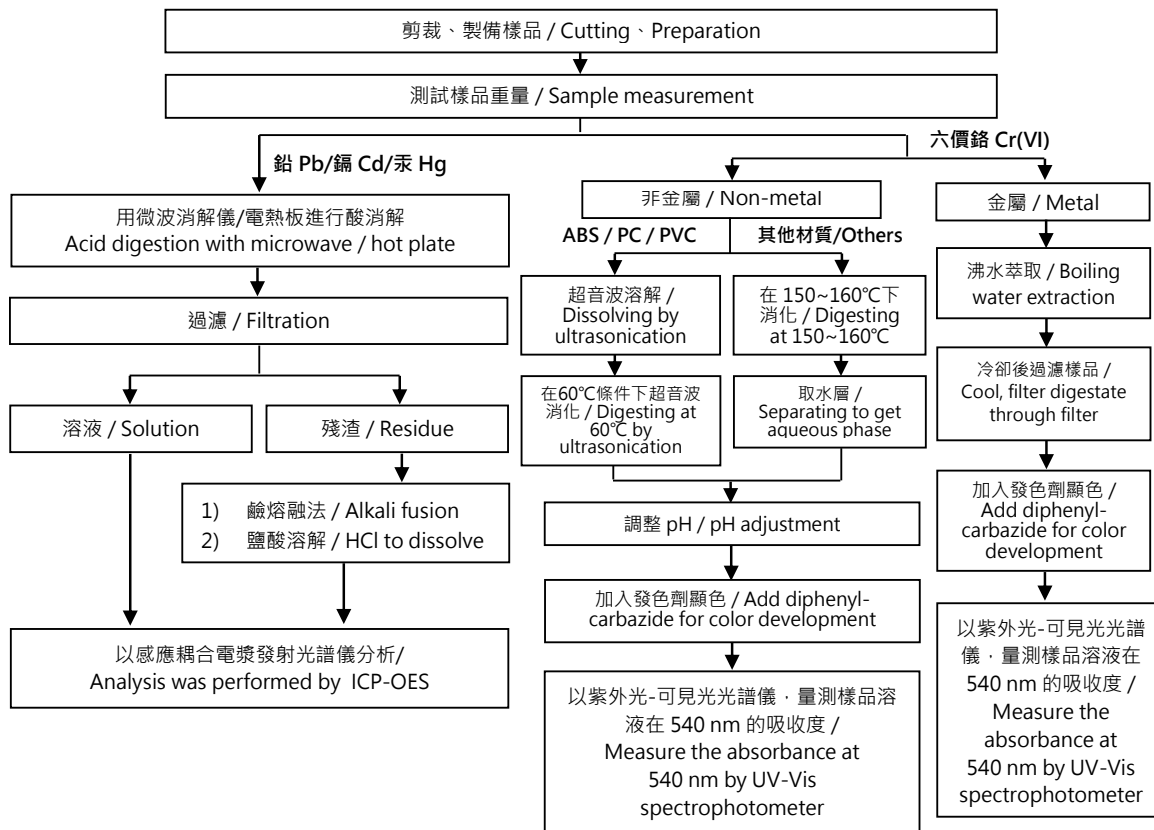 剪裁、製備樣品 / Cutting、Preparation
測試樣品重量 / Sample measurement
鉛 Pb/鎘 Cd/汞 Hg
六價鉻 Cr(VI)
用微波消解儀/電熱板進行酸消解
Acid digestion with microwave / hot plate
過濾 / Filtration
溶液 / Solution
殘渣 / Residue
1) 鹼熔融法 / Alkali fusion
2) 鹽酸溶解 / HCl to dissolve
以感應耦合電漿發射光譜儀分析/
Analysis was performed by ICP-OES
非金屬 / Non-metal
ABS / PC / PVC
其他材質/Others
超音波溶解 /
Dissolving by
ultrasonication
在60℃條件下超音波
消化 / Digesting at
60℃ by
ultrasonication
在 150~160℃下
消化 / Digesting
at 150~160℃
取水層 /
Separating to get
aqueous phase
調整 pH / pH adjustment
加入發色劑顯色 / Add diphenyl-
carbazide for color development
以紫外光-可見光光譜儀，量測樣品溶
液在 540 nm 的吸收度 /
Measure the absorbance at
540 nm by UV-Vis
spectrophotometer
金屬 / Metal
沸水萃取 / Boiling
water extraction
冷卻後過濾樣品 /
Cool, filter digestate
through filter
加入發色劑顯色 /
Add diphenyl-
carbazide for color
development
以紫外光-可見光光譜
儀，量測樣品溶液在
540 nm 的吸收度 /
Measure the
absorbance at
540 nm by UV-Vis
spectrophotometer